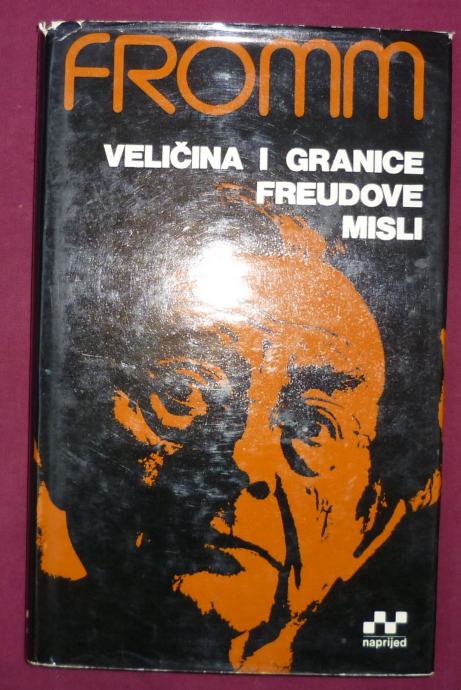 FROMM
VELIČINA I GRANICE
FREUDOVE
MISLI
naprijed